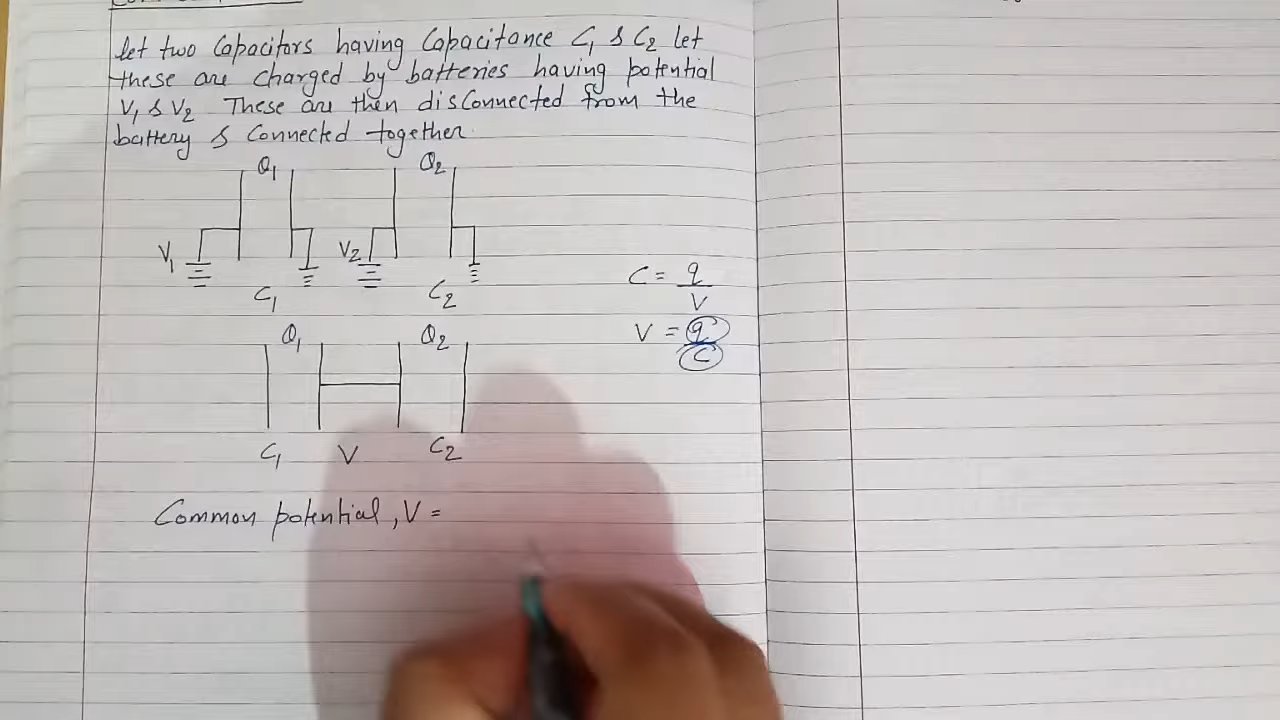 let two Capacitors having Capacitance C₁ & C₂ let
these are charged by batteries having potential
V₁ & V₂ These are then disConnected from the
battery & Connected together.
Q₁ Q₂
V₁ V₂
C₁ C₂
C = q/V
V = q/C
Q₁ Q₂
C₁ V C₂
Common potential, V =